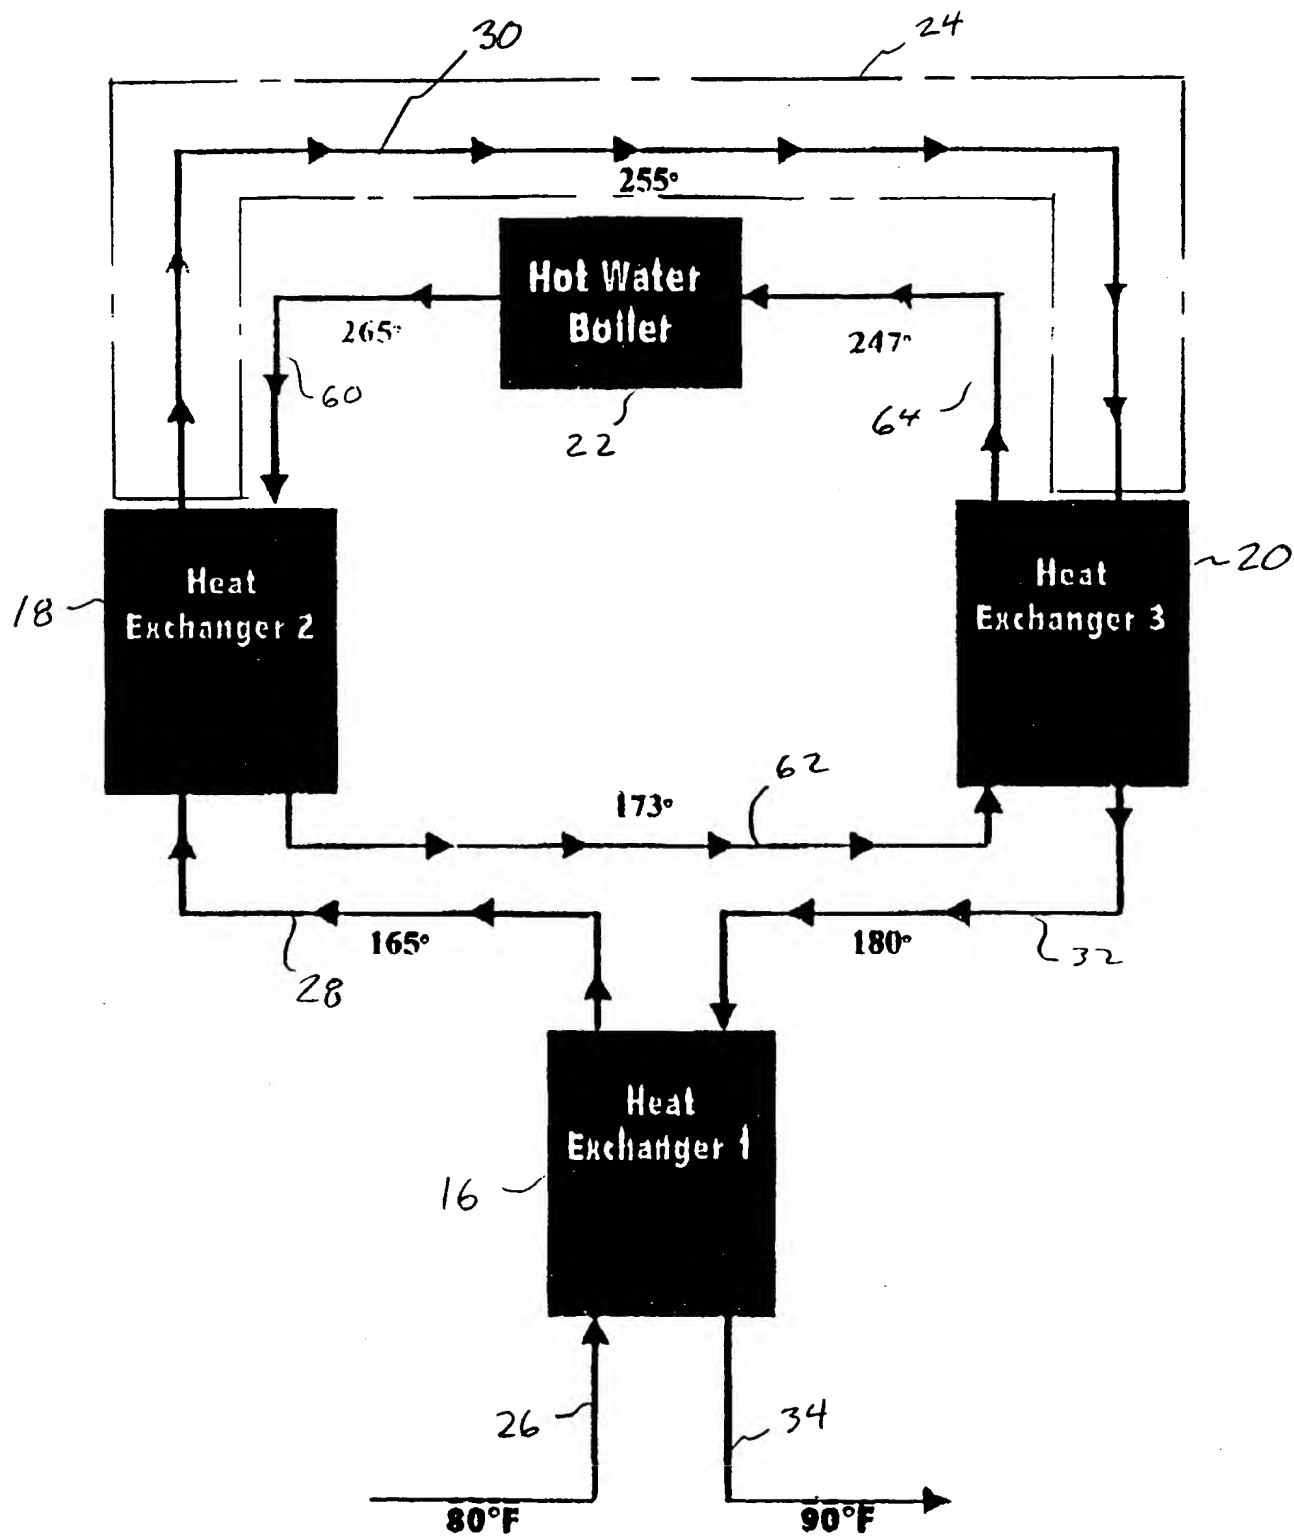 30
24
255°
Hot Water
Boiler
265°
247°
60
22
64
Heat
Exchanger 2
18
Heat
Exchanger 3
20
173°
62
165°
28
180°
32
Heat
Exchanger 1
16
26
34
80°F
90°F